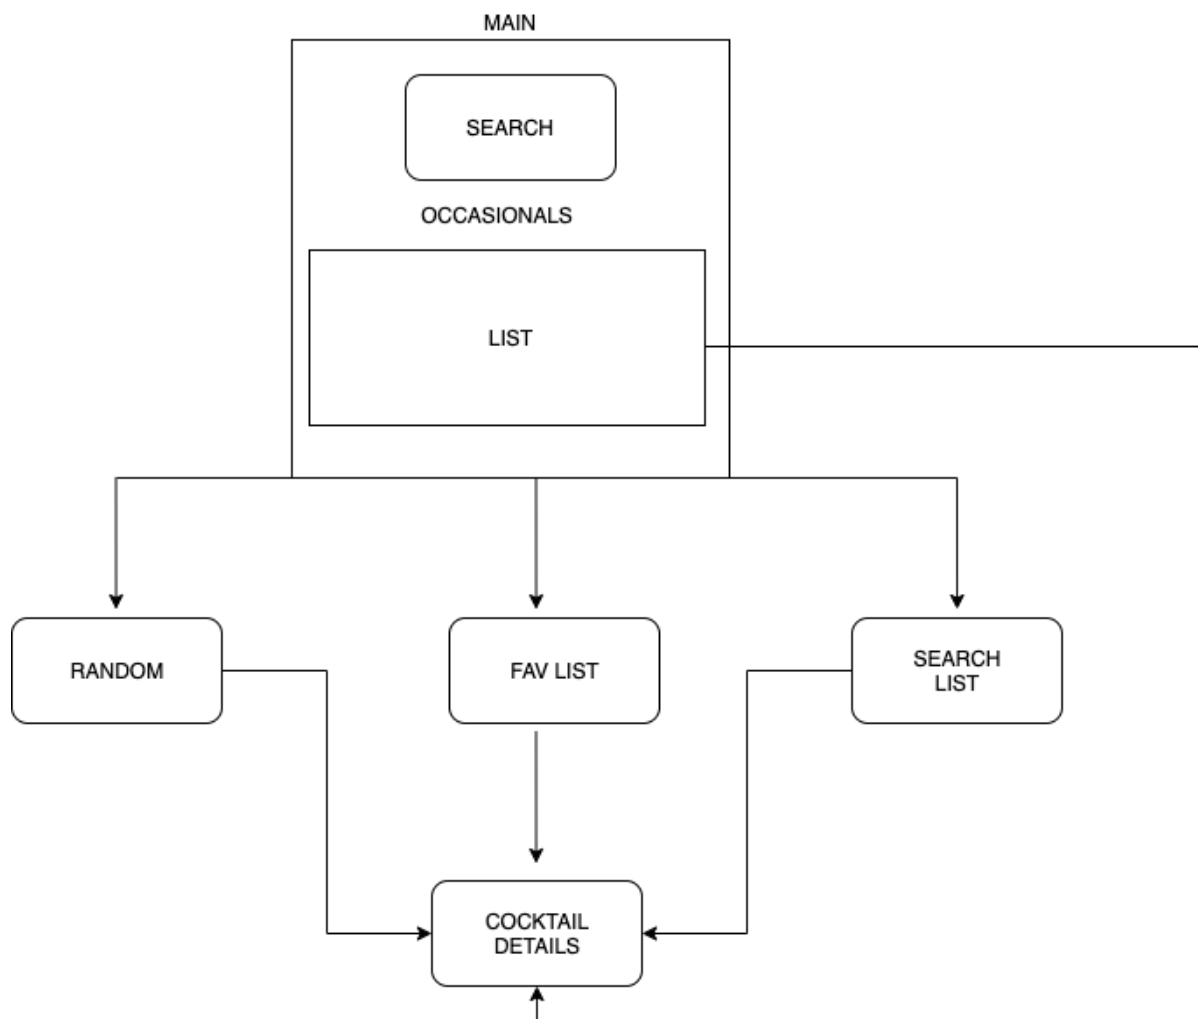 MAIN
SEARCH
OCCASIONALS
LIST
RANDOM
FAV LIST
SEARCH
LIST
COCKTAIL
DETAILS